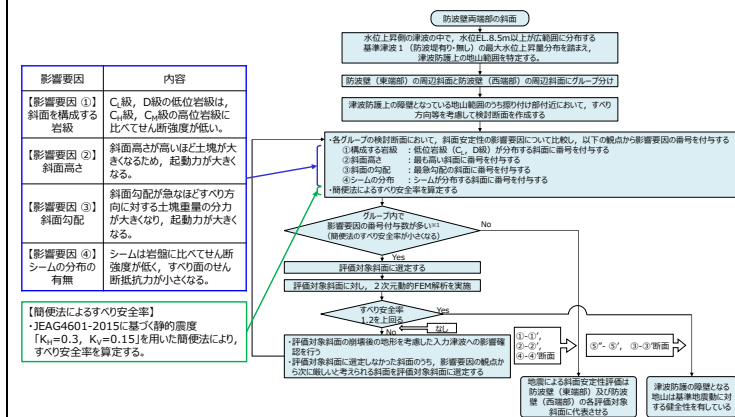 防波壁両端部の斜面
水位上昇側の津波の中で，水位EL.8.5m以上が広範囲に分布する
基準津波１（防波堤有り・無し）の最大水位上昇量分布を踏まえ，
津波防護上の地山範囲を特定する。
防波壁（東端部）の周辺斜面と防波壁（西端部）の周辺斜面にグループ分け
津波防護上の障壁となっている地山範囲のうち擦り付け部付近において，すべり
方向等を考慮して検討断面を作成する
影響要因
内容
【影響要因 ①】
斜面を構成する
岩級
CL級，D級の低位岩級は，
CH級，CM級の高位岩級に
比べてせん断強度が低い。
【影響要因 ②】
斜面高さ
斜面高さが高いほど土塊が大
きくなるため，起動力が大きく
なる。
【影響要因 ③】
斜面勾配
斜面勾配が急なほどすべり方
向に対する土塊重量の分力
が大きくなり，起動力が大きく
なる。
【影響要因 ④】
シームの分布の
有無
シームは岩盤に比べてせん断
強度が低く，すべり面のせん
断抵抗力が小さくなる。
【簡便法によるすべり安全率】
・JEAG4601-2015に基づく静的震度
「KH=0.3，KV=0.15」を用いた簡便法により，
すべり安全率を算定する。
・各グループの検討断面において，斜面安定性の影響要因について比較し，以下の観点から影響要因の番号を付与する
①構成する岩級　：低位岩級（CL，D級）が分布する斜面に番号を付与する
②斜面高さ　：最も高い斜面に番号を付与する
③斜面の勾配　：最急勾配の斜面に番号を付与する
④シームの分布　：シームが分布する斜面に番号を付与する
・簡便法によるすべり安全率を算定する
グループ内で
影響要因の番号付与数が多い※1
（簡便法のすべり安全率が小さくなる）
No
Yes
評価対象斜面に選定する
評価対象斜面に対し，２次元動的FEM解析を実施
すべり安全率
1.2を上回る
Yes
なし
No
・評価対象斜面の崩壊後の地形を考慮した入力津波への影響確
認を行う
・評価対象斜面に選定しなかった斜面のうち，影響要因の観点か
ら次に厳しいと考えられる斜面を評価対象斜面に選定する
①-①’，
②-②’，
④-④’断面
⑤”- ⑤’，③-③’断面
地震による斜面安定性評価は
防波壁（東端部）及び防波
壁（西端部）の各評価対象
斜面に代表させる
津波防護の障壁となる
地山は基準地震動に対
する健全性を有している